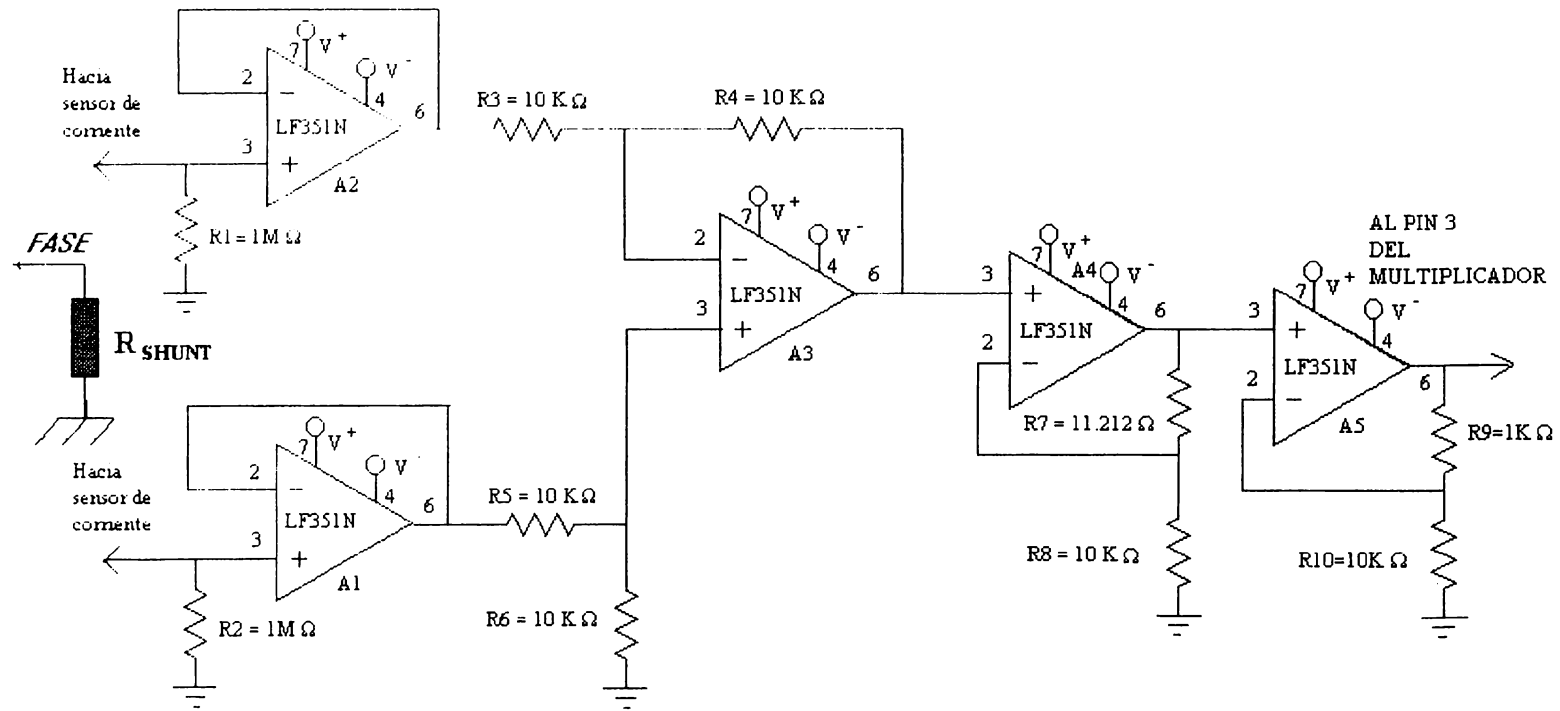 Hacia
sensor de
corriente
2
3
7
V+
V-
4
6
LF351N
A2
R1 = 1M Ω
FASE
R SHUNT
R3 = 10 K Ω
R4 = 10 K Ω
2
3
7
V+
V-
4
6
LF351N
A3
3
2
7
V+
A4
V-
4
6
LF351N
R7 = 11.212 Ω
R8 = 10 K Ω
AL PIN 3
DEL
MULTIPLICADOR
3
2
7
V+
V-
4
6
LF351N
A5
R9=1K Ω
R10=10K Ω
Hacia
sensor de
corriente
2
3
7
V+
V-
4
6
LF351N
A1
R2 = 1M Ω
R5 = 10 K Ω
R6 = 10 K Ω